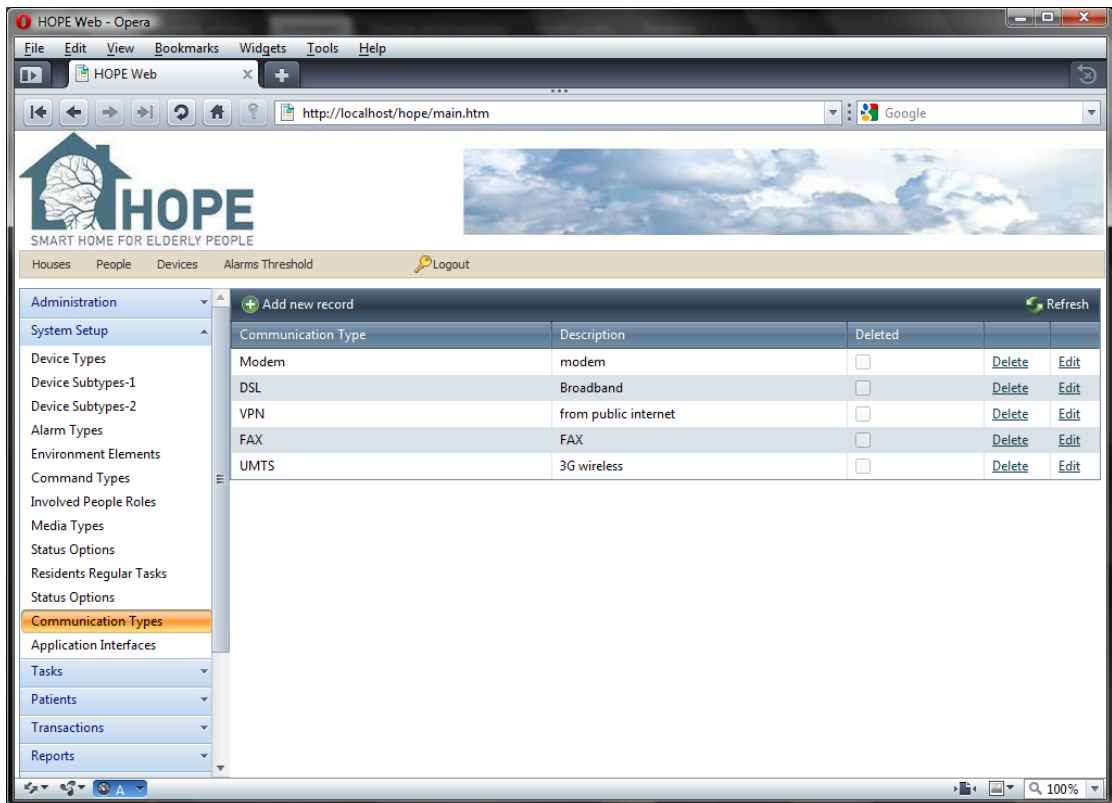 HOPE Web - Opera
File Edit View Bookmarks Widgets Tools Help
HOPE Web
http://localhost/hope/main.htm
Google
HOPE
SMART HOME FOR ELDERLY PEOPLE
Houses People Devices Alarms Threshold Logout
Administration
System Setup
Device Types
Device Subtypes-1
Device Subtypes-2
Alarm Types
Environment Elements
Command Types
Involved People Roles
Media Types
Status Options
Residents Regular Tasks
Status Options
Communication Types
Application Interfaces
Tasks
Patients
Transactions
Reports
Add new record Refresh
Communication Type Description Deleted
Modem modem Delete Edit
DSL Broadband Delete Edit
VPN from public internet Delete Edit
FAX FAX Delete Edit
UMTS 3G wireless Delete Edit
A
100%